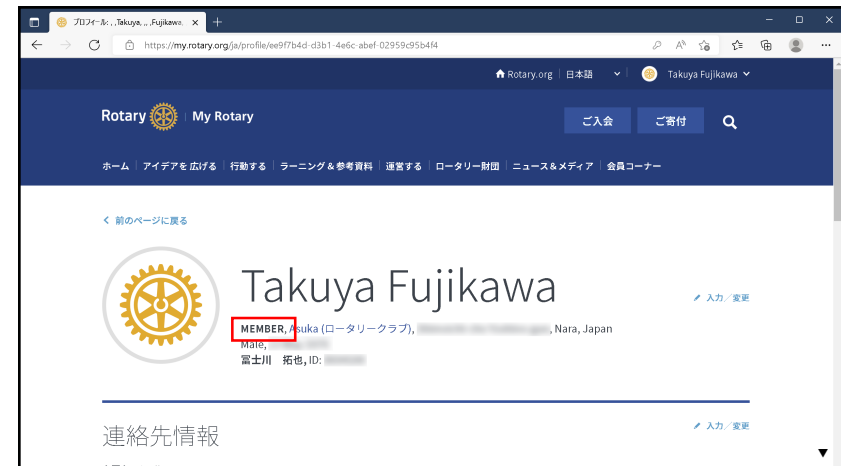 プロフィール: , ,Takuya, ., ,Fujikawa,
https://my.rotary.org/ja/profile/ee9f7b4d-d3b1-4e6c-abef-02959c95b4f4
Rotary.org 日本語 Takuya Fujikawa
Rotary | My Rotary ご入会 ご寄付
ホーム アイデアを広げる 行動する ラーニング & 参考資料 運営する ロータリー財団 ニュース&メディア 会員コーナー
前のページに戻る
Takuya Fujikawa
入力／変更
MEMBER, Asuka (ロータリークラブ), , Nara, Japan
Male,
冨士川 拓也, ID:
連絡先情報
入力／変更